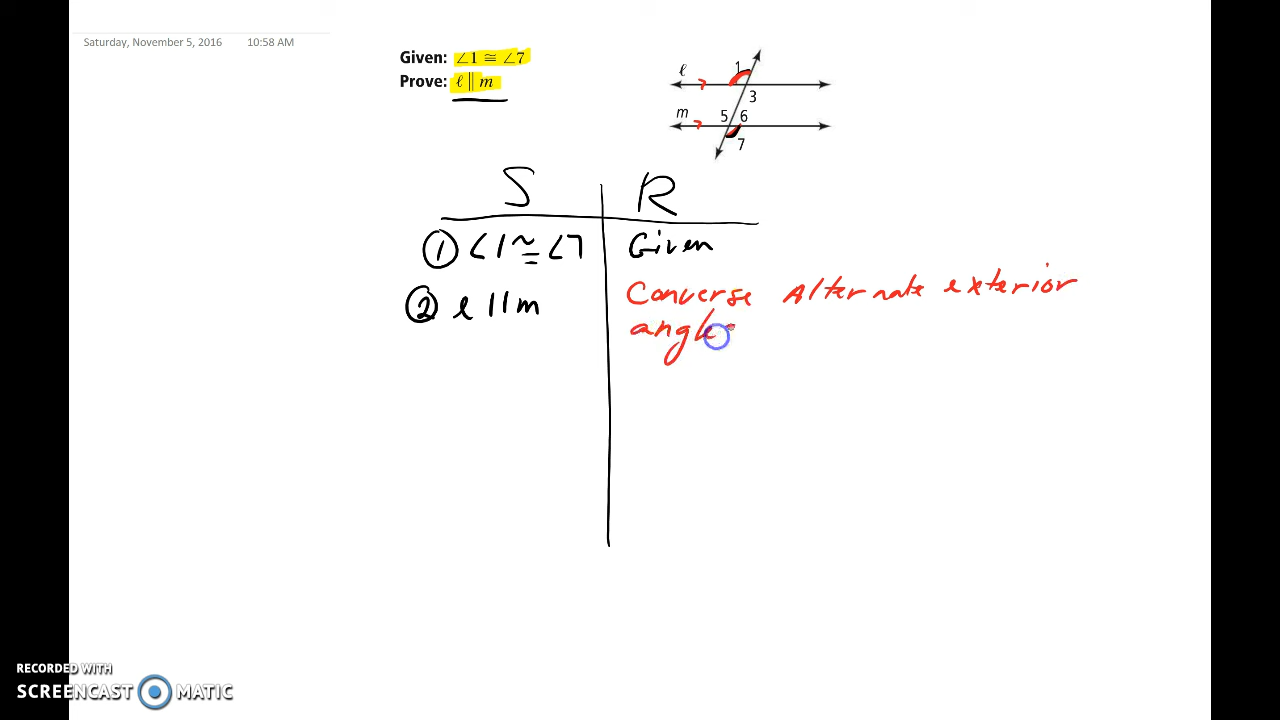 Saturday, November 5, 2016 10:58 AM
Given: ∠1 ≅ ∠7
Prove: ℓ ∥ m
ℓ 1
3
m 5 6
7
S R
① ∠1 ≅ ∠7 Given
② ℓ ∥ m Converse Alternate exterior
angles
RECORDED WITH
SCREENCAST MATIC